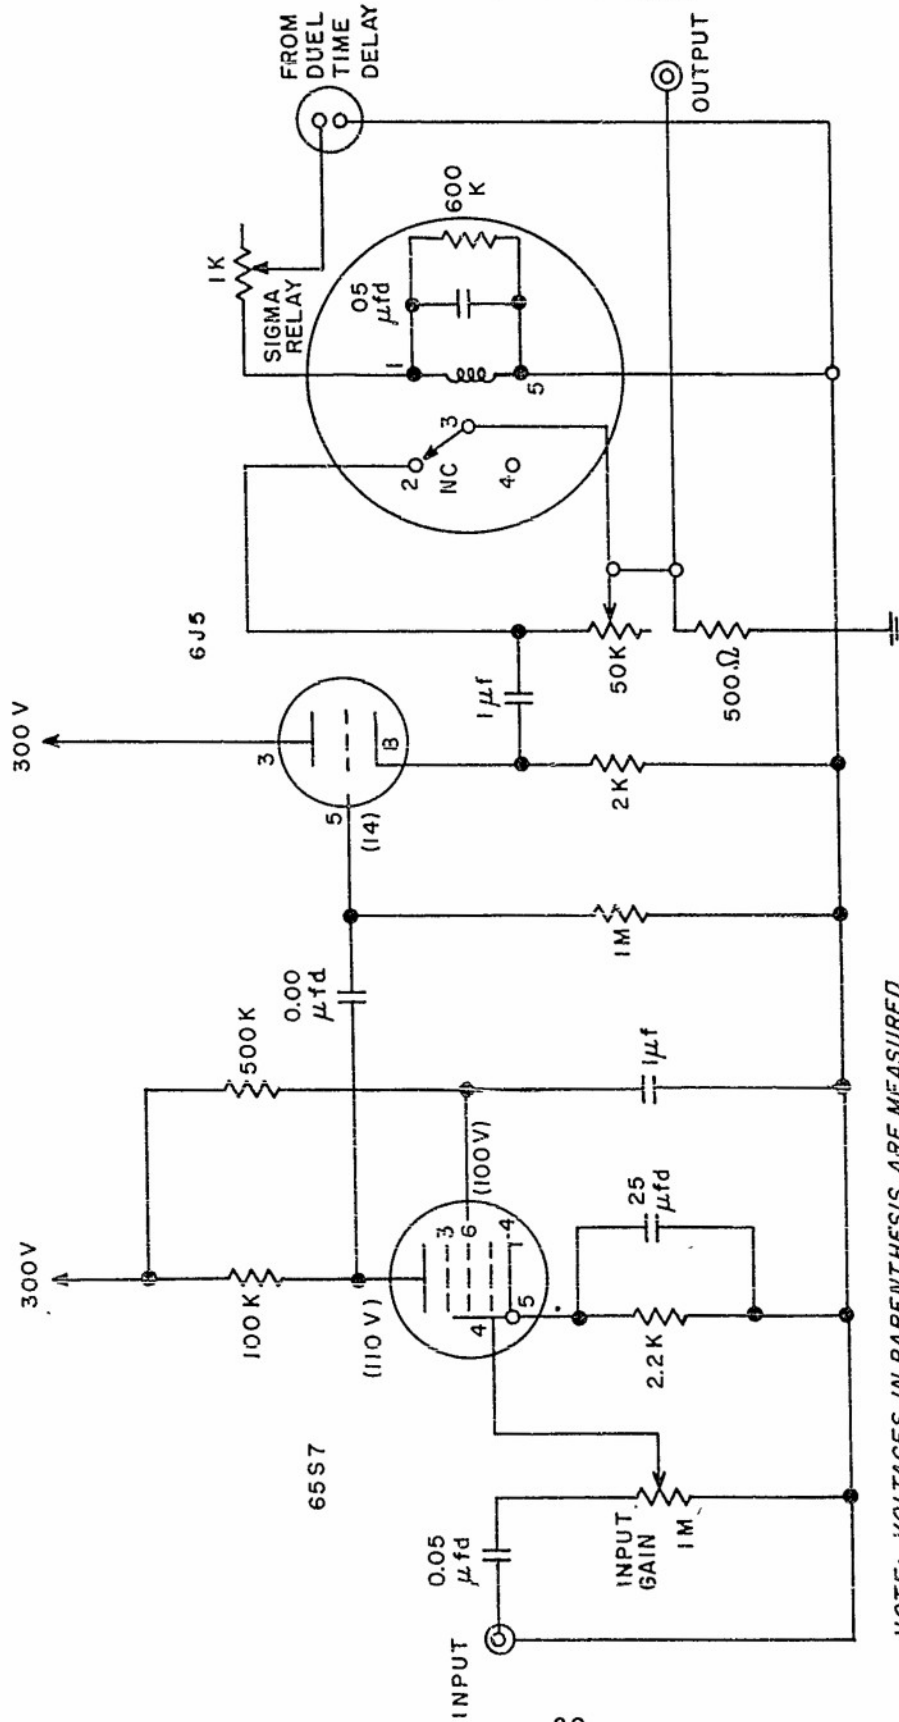 300V
300 V
FROM
DUEL
TIME
DELAY
1K
SIGMA
RELAY
6J5
65S7
100K
500K
0.00
μfd
3
5
(14)
2
NC
3
4
1
5
05
μfd
600
K
(110 V)
3
6
4
4
5
(100 V)
1μf
50K
500Ω
2K
1M
1μf
25
μfd
2.2K
0.05
μfd
INPUT
GAIN
1M
INPUT
OUTPUT
NOTE: VOLTAGES IN PARENTHESIS ARE MEASURED